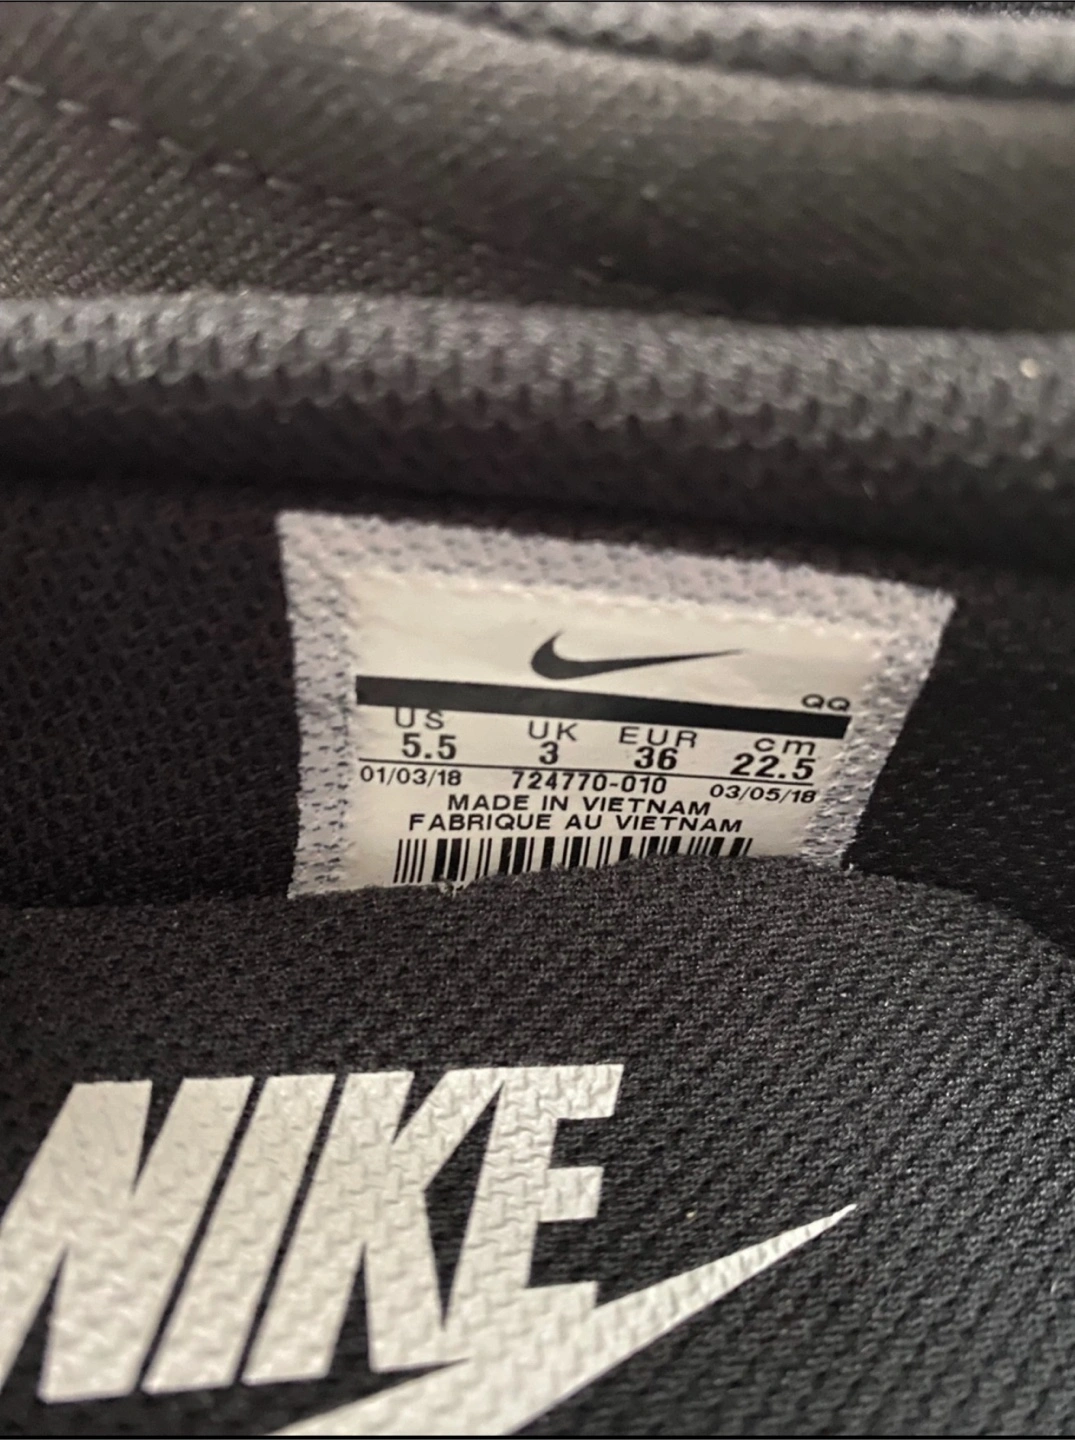 QQ
US UK EUR cm
5.5 3 36 22.5
01/03/18 724770-010 03/05/18
MADE IN VIETNAM
FABRIQUE AU VIETNAM
NIKE